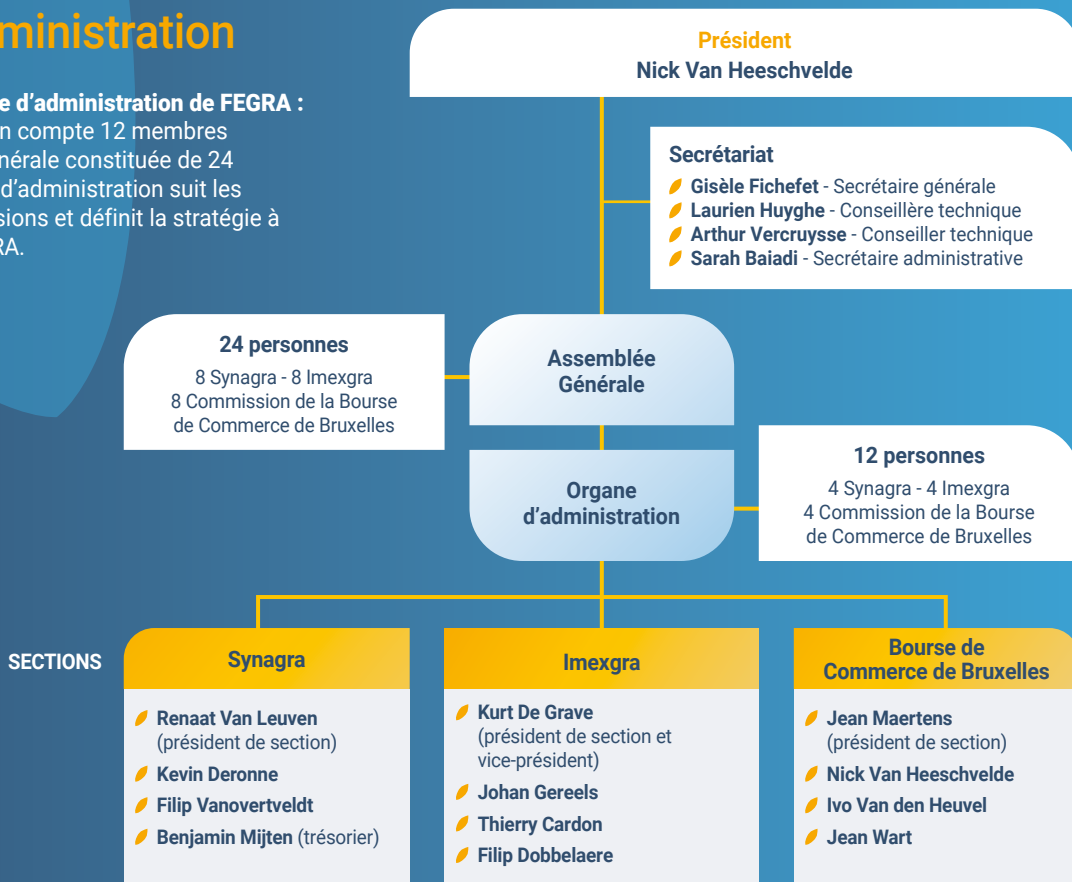 ministration
e d'administration de FEGRA :
n compte 12 membres
nérale constituée de 24
d'administration suit les
sions et définit la stratégie à
RA.
Président
Nick Van Heeschvelde
Secrétariat
Gisèle Fichefet - Secrétaire générale
Laurien Huyghe - Conseillère technique
Arthur Vercruysse - Conseiller technique
Sarah Baiadi - Secrétaire administrative
24 personnes
8 Synagra - 8 Imexgra
8 Commission de la Bourse
de Commerce de Bruxelles
Assemblée
Générale
Organe
d'administration
12 personnes
4 Synagra - 4 Imexgra
4 Commission de la Bourse
de Commerce de Bruxelles
SECTIONS
Synagra
Renaat Van Leuven
(président de section)
Kevin Deronne
Filip Vanovertveldt
Benjamin Mijten (trésorier)
Imexgra
Kurt De Grave
(président de section et
vice-président)
Johan Gereels
Thierry Cardon
Filip Dobbelaere
Bourse de
Commerce de Bruxelles
Jean Maertens
(président de section)
Nick Van Heeschvelde
Ivo Van den Heuvel
Jean Wart